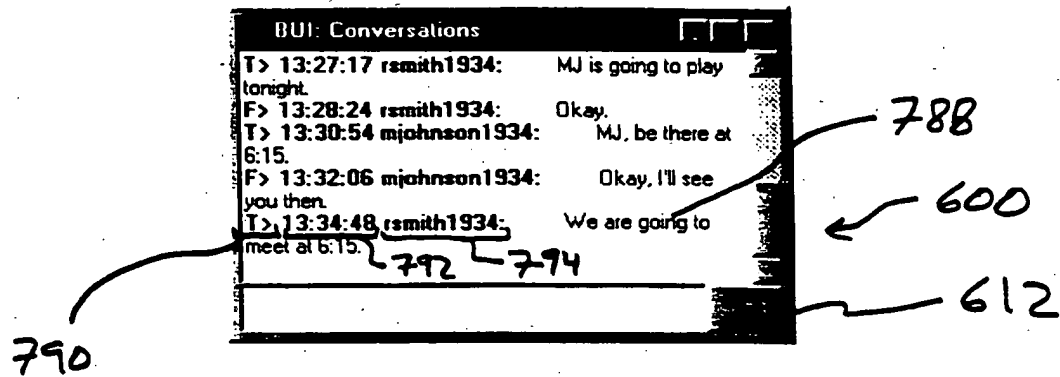 BUI: Conversations
T> 13:27:17 rsmith1934: MJ is going to play
tonight.
F> 13:28:24 rsmith1934: Okay.
T> 13:30:54 mjohnson1934: MJ, be there at
6:15.
F> 13:32:06 mjohnson1934: Okay, I'll see
you then.
T> 13:34:48 rsmith1934: We are going to
meet at 6:15.
788
600
792
794
612
790